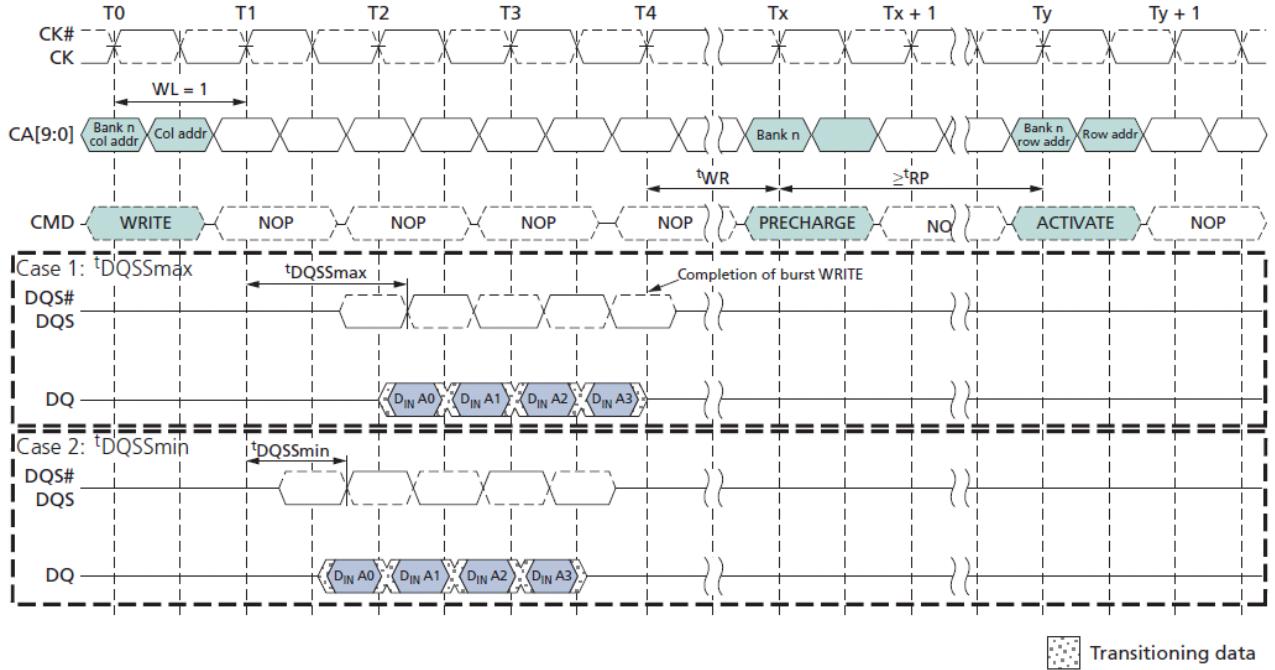 T0 T1 T2 T3 T4 Tx Tx + 1 Ty Ty + 1
CK#
CK
WL = 1
CA[9:0] Bank n col addr Col addr Bank n Bank n row addr Row addr
tWR ≥tRP
CMD WRITE NOP NOP NOP NOP PRECHARGE NO ACTIVATE NOP
Case 1: tDQSSmax
tDQSSmax
Completion of burst WRITE
DQS#
DQS
DQ DIN A0 DIN A1 DIN A2 DIN A3
Case 2: tDQSSmin
tDQSSmin
DQS#
DQS
DQ DIN A0 DIN A1 DIN A2 DIN A3
Transitioning data